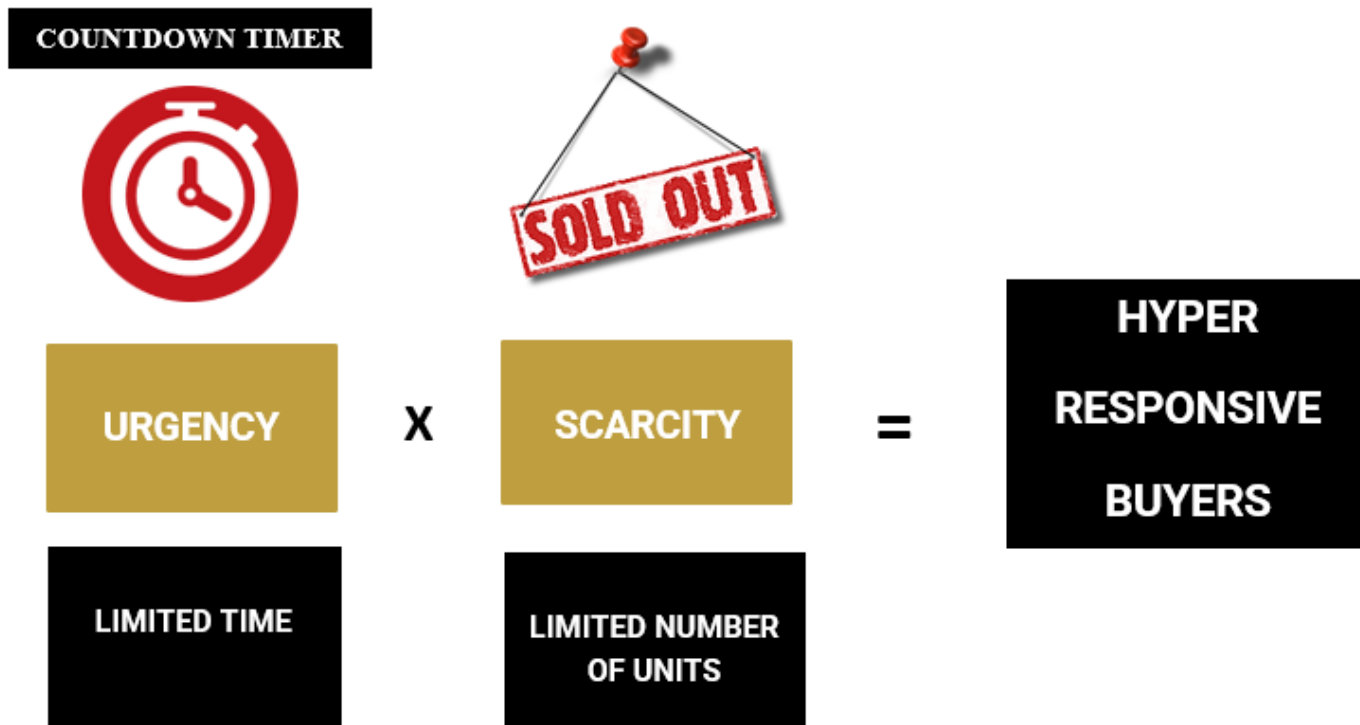 COUNTDOWN TIMER
SOLD OUT
URGENCY
X
SCARCITY
=
HYPER
RESPONSIVE
BUYERS
LIMITED TIME
LIMITED NUMBER
OF UNITS